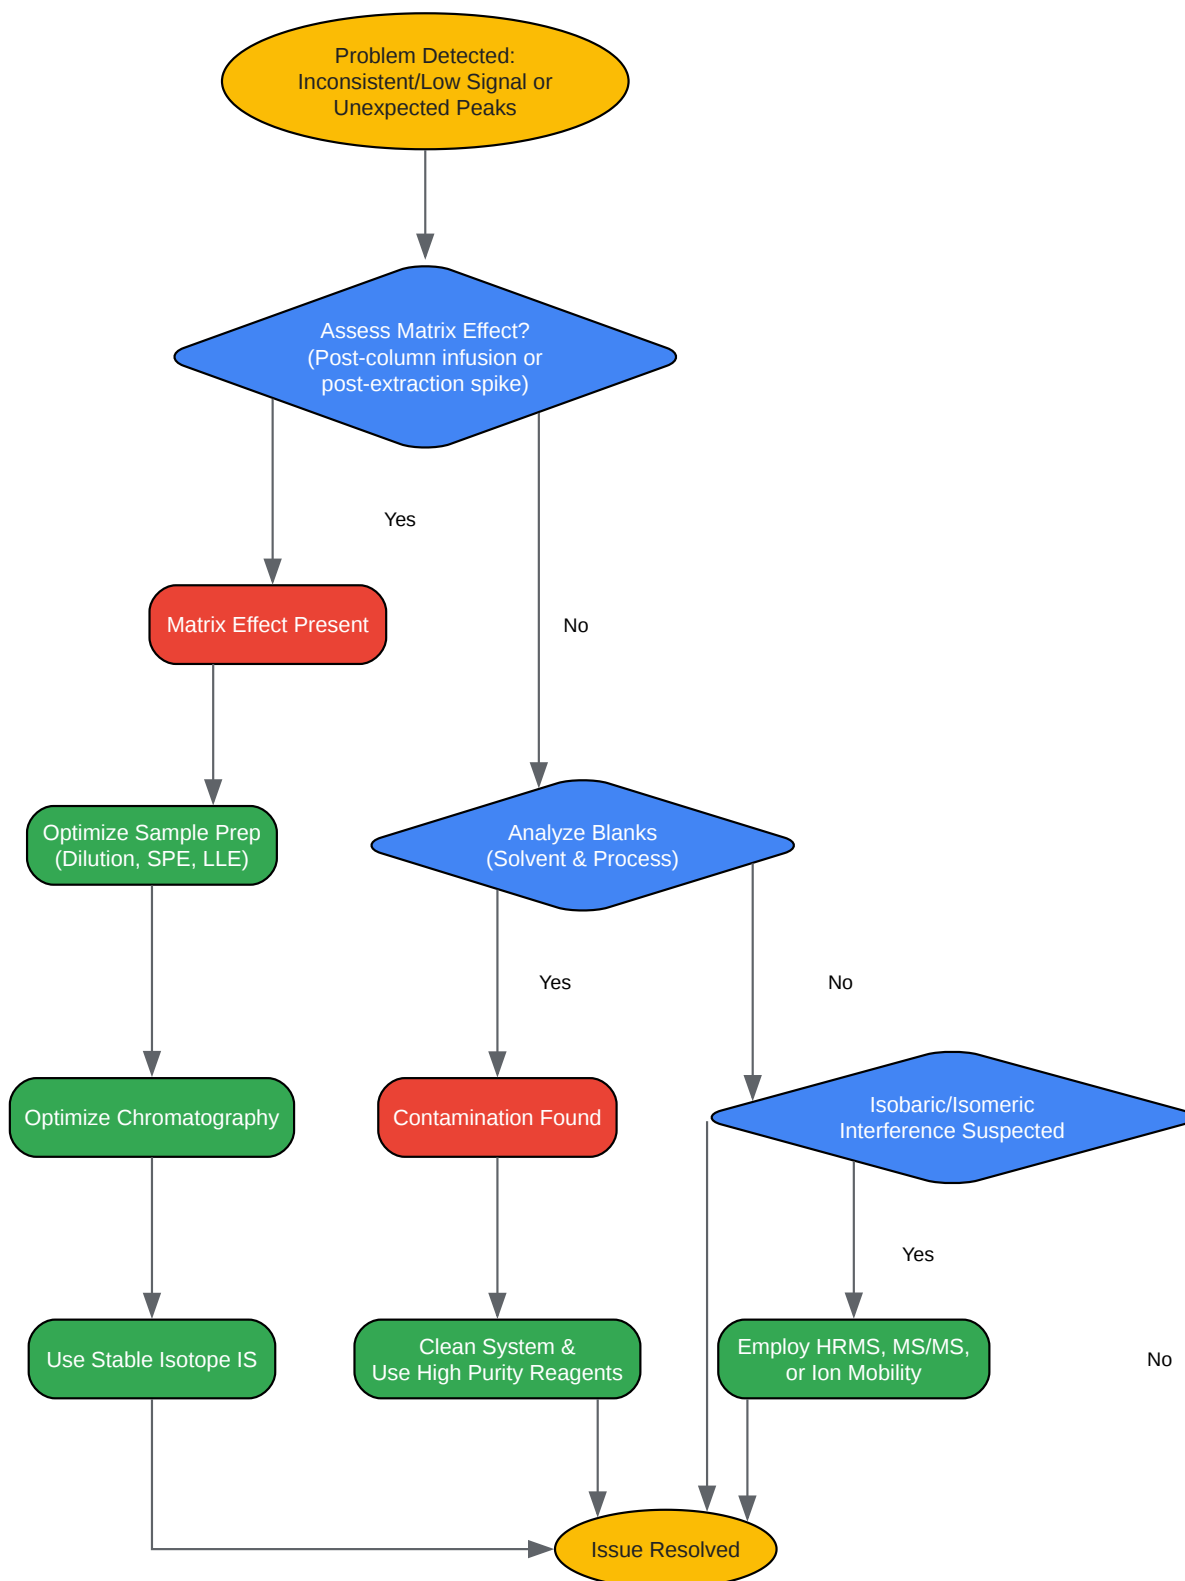 Problem Detected:
Inconsistent/Low Signal or
Unexpected Peaks
Assess Matrix Effect?
(Post-column infusion or
post-extraction spike)
Yes
Matrix Effect Present
No
Optimize Sample Prep
(Dilution, SPE, LLE)
Analyze Blanks
(Solvent & Process)
Yes
No
Optimize Chromatography
Contamination Found
Isobaric/Isomeric
Interference Suspected
Yes
Use Stable Isotope IS
Clean System &
Use High Purity Reagents
Employ HRMS, MS/MS,
or Ion Mobility
No
Issue Resolved